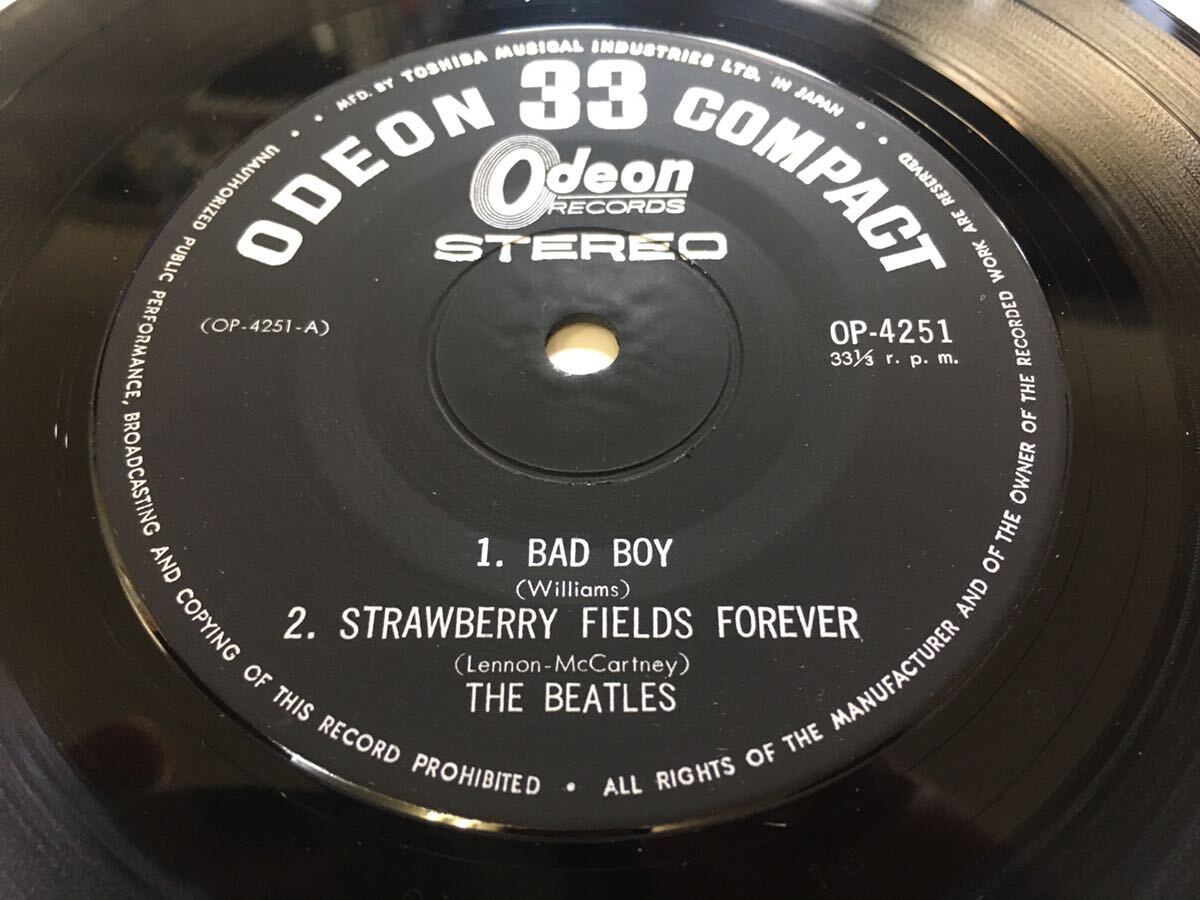 MFD. BY TOSHIBA MUSICAL INDUSTRIES LTD. IN JAPAN
ODEON 33 COMPACT
Odeon
RECORDS
STEREO
(OP-4251-A)
OP-4251
33⅓ r. p. m.
1. BAD BOY
(Williams)
2. STRAWBERRY FIELDS FOREVER
(Lennon-McCartney)
THE BEATLES
UNAUTHORIZED PUBLIC PERFORMANCE, BROADCASTING AND COPYING OF THIS RECORD PROHIBITED • ALL RIGHTS OF THE MANUFACTURER AND OF THE OWNER OF THE RECORDED WORK ARE RESERVED